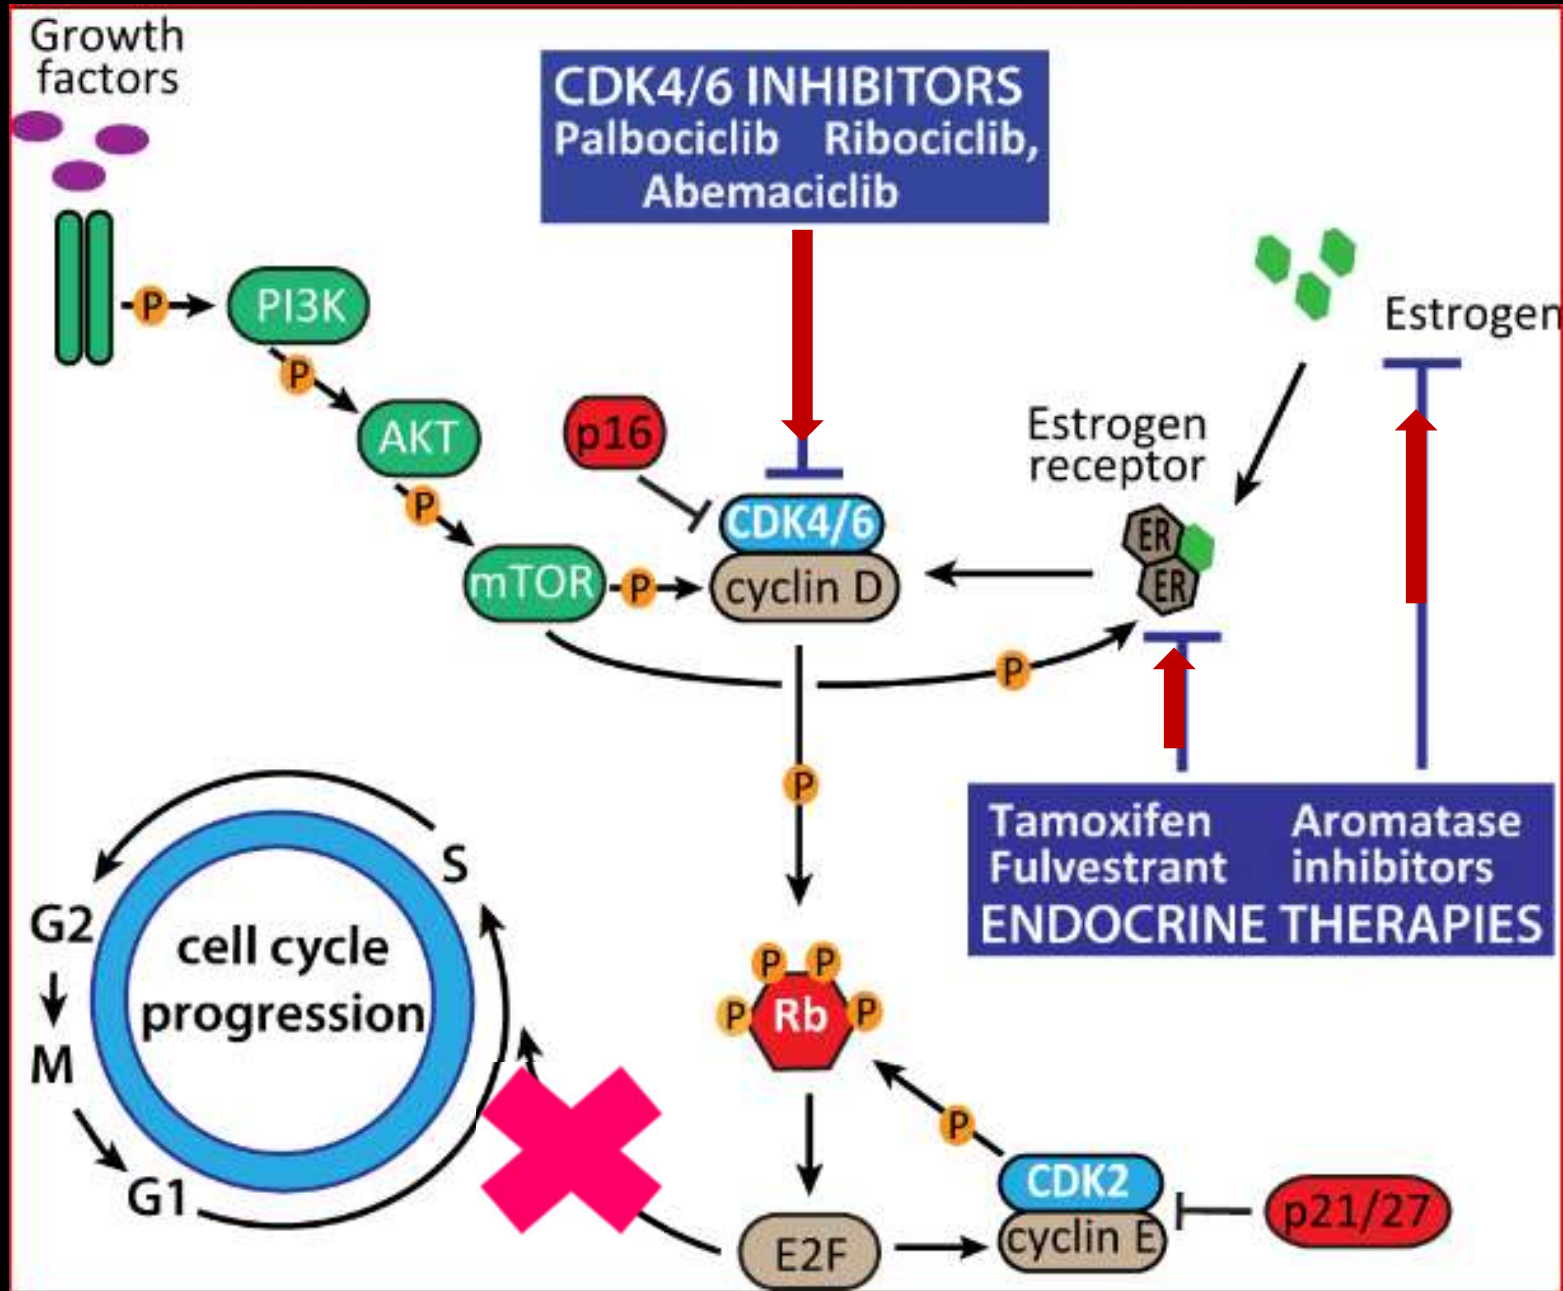 Growth
factors
CDK4/6 INHIBITORS
Palbociclib Ribociclib,
Abemaciclib
P
PI3K
Estrogen
P
AKT
p16
Estrogen
receptor
P
CDK4/6
ER
mTOR
P
cyclin D
ER
P
P
Tamoxifen
Fulvestrant
Aromatase
inhibitors
ENDOCRINE THERAPIES
S
G2
cell cycle
progression
M
G1
P P
P Rb P
P
CDK2
cyclin E
p21/27
E2F